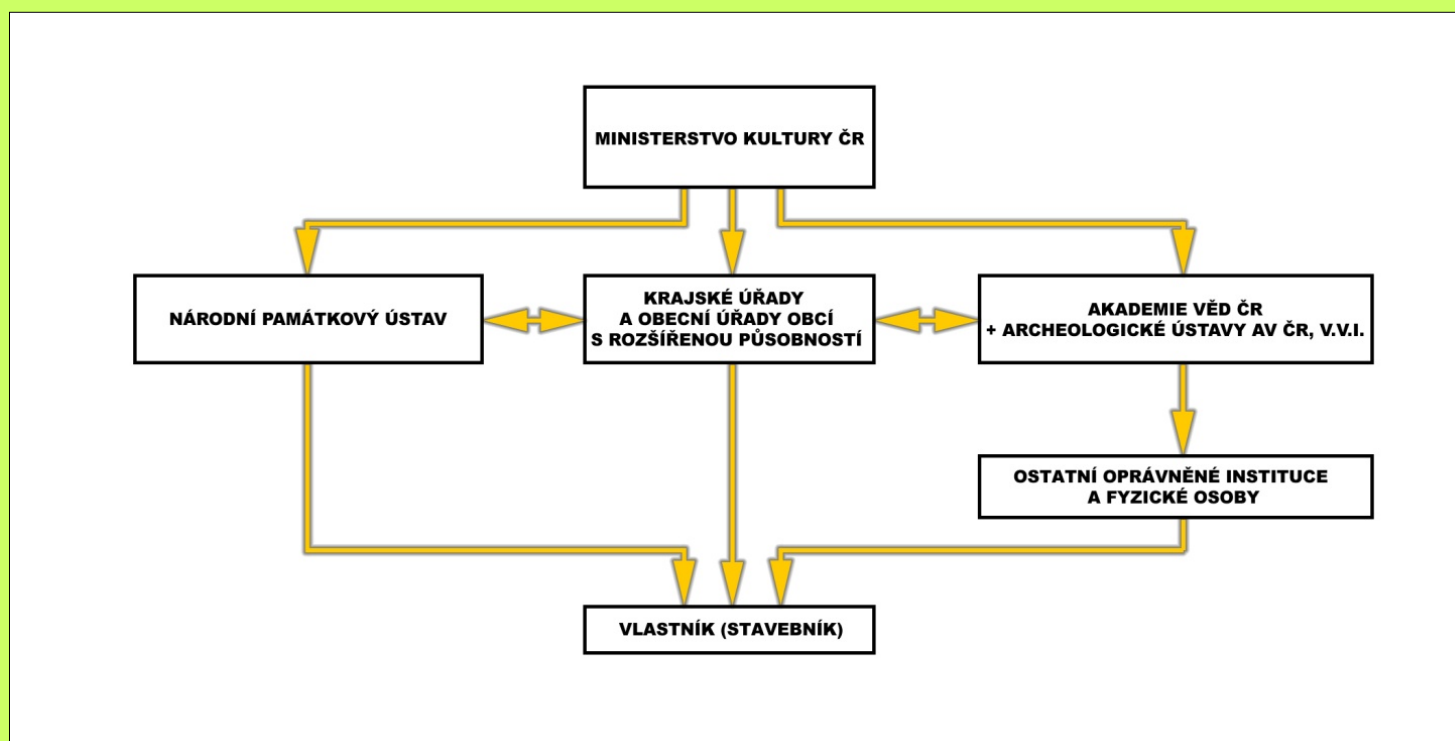 MINISTERSTVO KULTURY ČR
NÁRODNÍ PAMÁTKOVÝ ÚSTAV
KRAJSKÉ ÚŘADY
A OBECNÍ ÚŘADY OBCÍ
S ROZŠÍŘENOU PŮSOBNOSTÍ
AKADEMIE VĚD ČR
+ ARCHEOLOGICKÉ ÚSTAVY AV ČR, V.V.I.
OSTATNÍ OPRÁVNĚNÉ INSTITUCE
A FYZICKÉ OSOBY
VLASTNÍK (STAVEBNÍK)